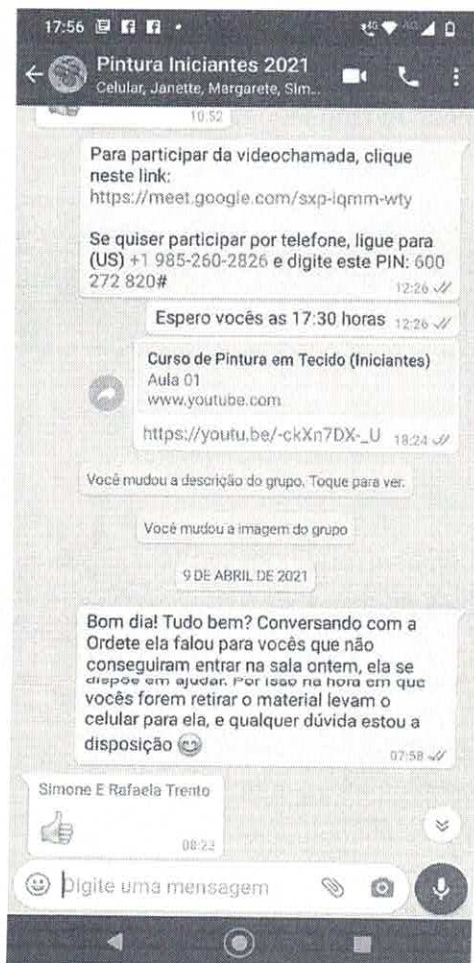 17:56
4G
Pintura Iniciantes 2021
Celular, Janette, Margarete, Sim...
10:52
Para participar da videochamada, clique
neste link:
https://meet.google.com/sxp-iqmm-wty
Se quiser participar por telefone, ligue para
(US) +1 985-260-2826 e digite este PIN: 600
272 820#
12:26
Espero vocês as 17:30 horas 12:26
Curso de Pintura em Tecido (Iniciantes)
Aula 01
www.youtube.com
https://youtu.be/-ckXn7DX-_U 18:24
Você mudou a descrição do grupo. Toque para ver.
Você mudou a imagem do grupo
9 DE ABRIL DE 2021
Bom dia! Tudo bem? Conversando com a
Ordete ela falou para vocês que não
conseguiram entrar na sala ontem, ela se
dispõe em ajudar. Por isso na hora em que
vocês forem retirar o material levam o
celular para ela, e qualquer dúvida estou a
disposição
07:58
Simone E Rafaela Trento
08:23
Digite uma mensagem